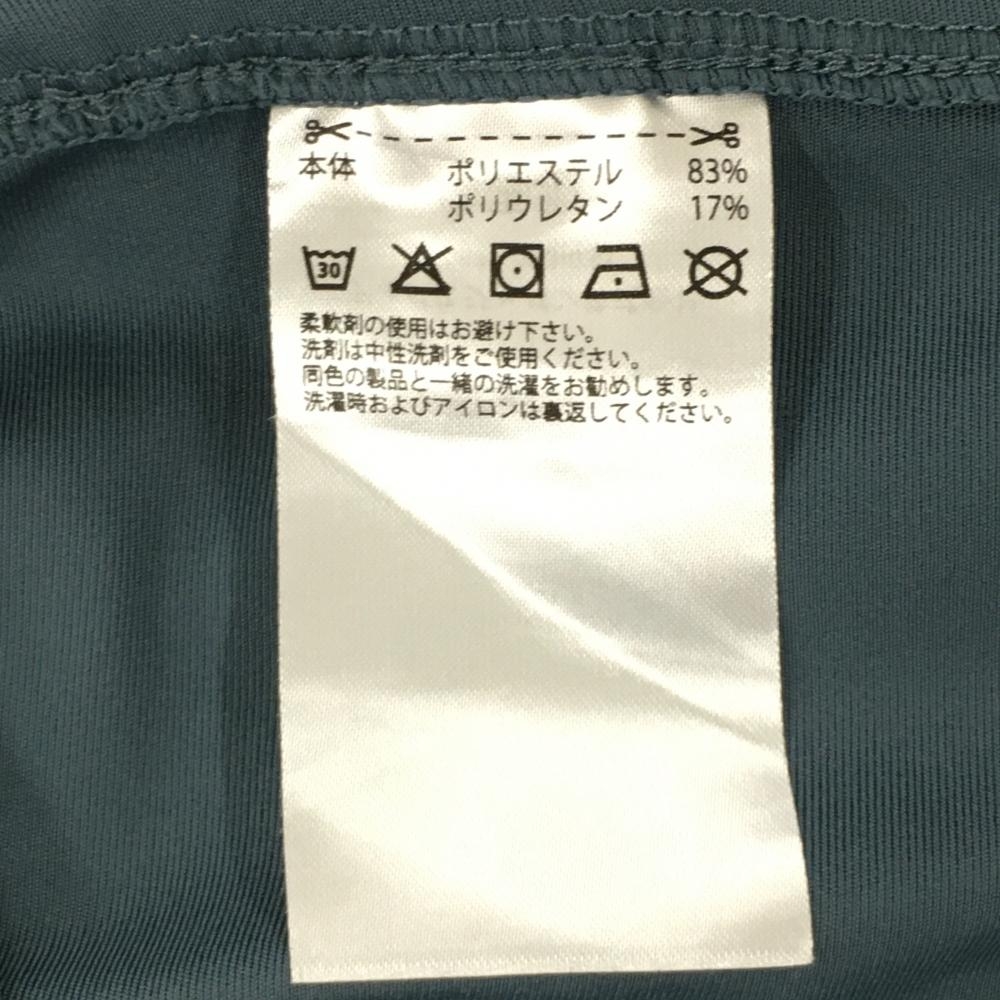 本体 ポリエステル 83%
ポリウレタン 17%
30
柔軟剤の使用はお避け下さい。
洗剤は中性洗剤をご使用ください。
同色の製品と一緒の洗濯をお勧めします。
洗濯時およびアイロンは裏返してください。